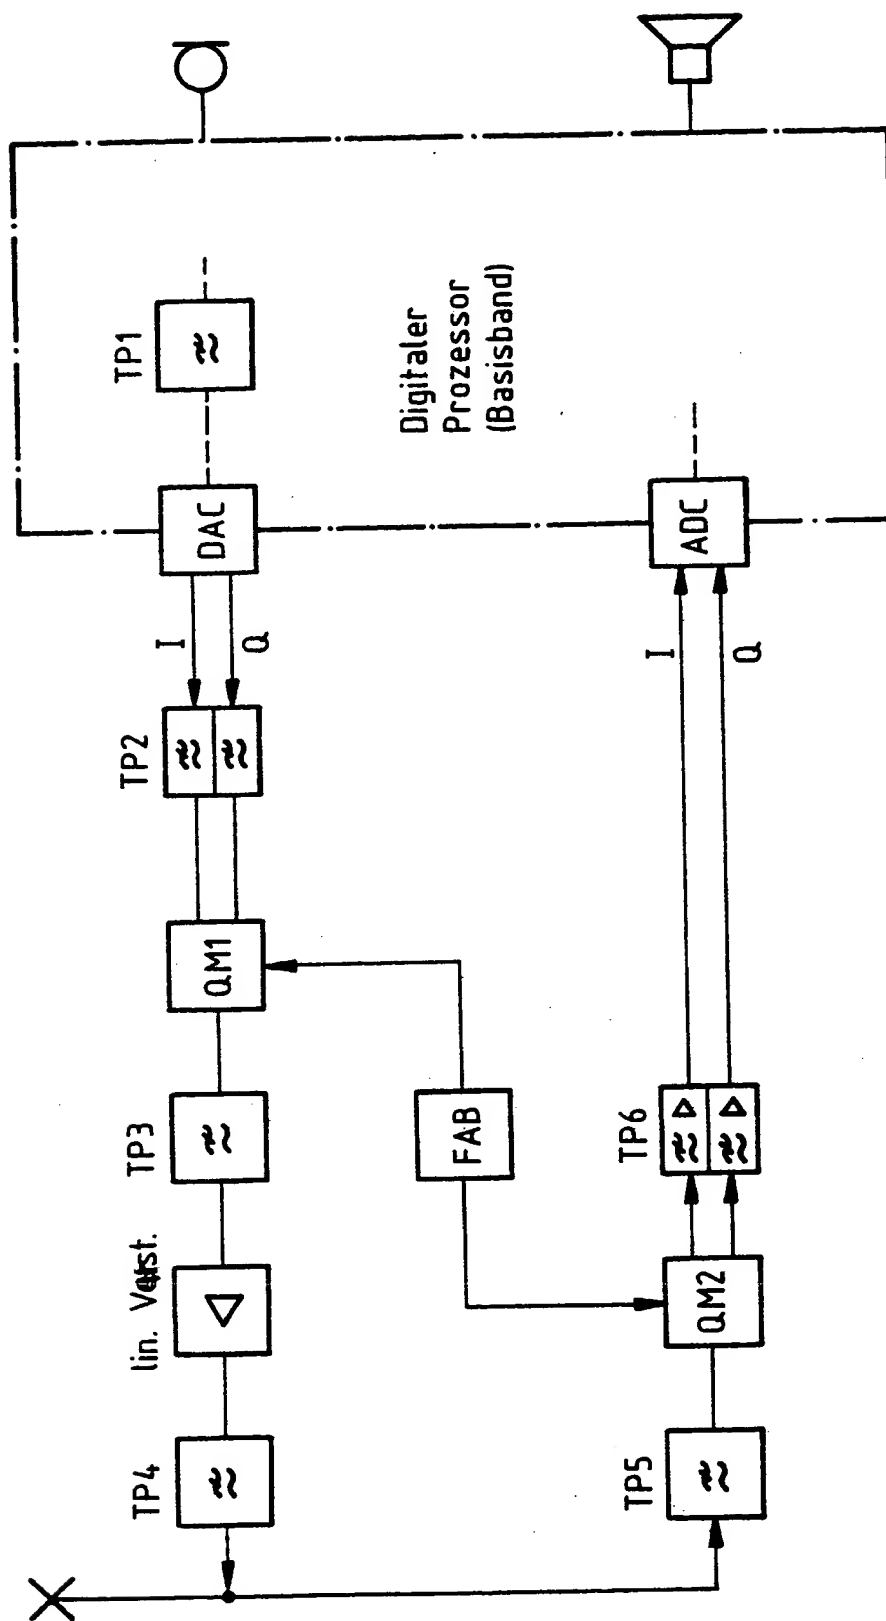 TP4
lin. Verst.
TP3
QM1
TP2
I
Q
DAC
TP1
FAB
Digitaler
Prozessor
(Basisband)
TP5
QM2
TP6
I
Q
ADC